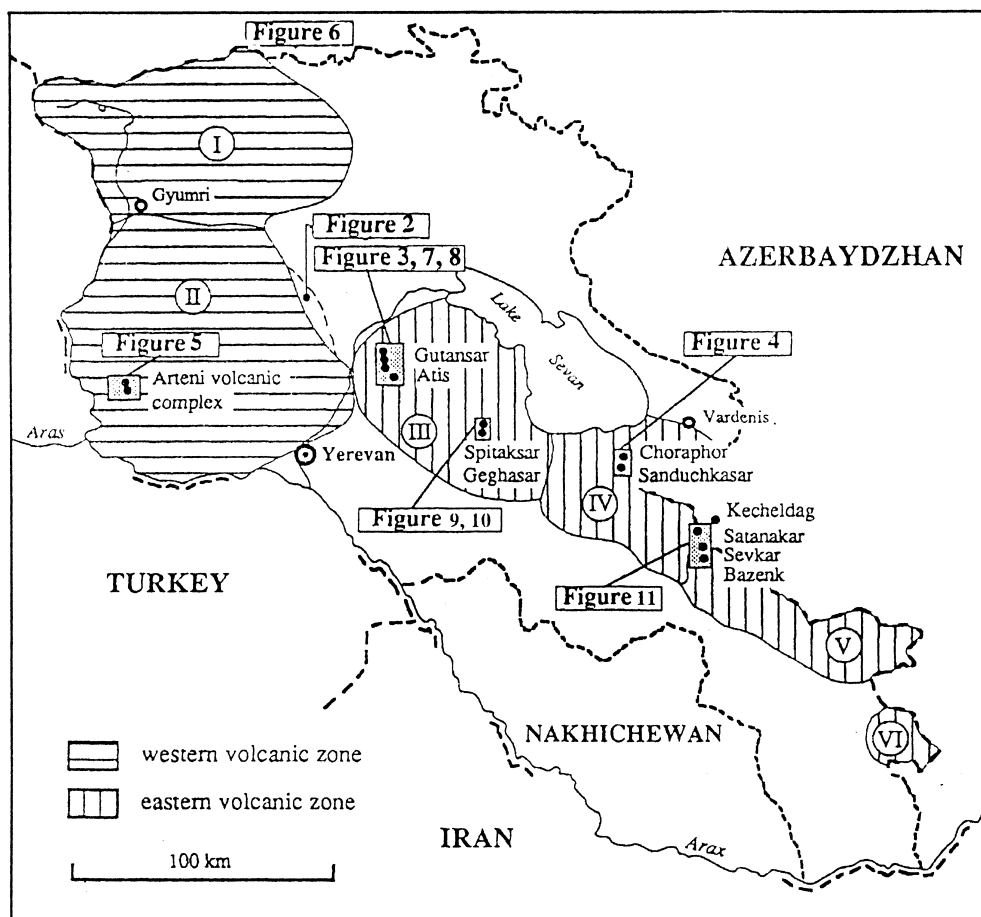 Figure 6
I
Gyumri
Figure 2
Figure 3, 7, 8
AZERBAYDZHAN
II
Lake
Sevan
Figure 5
Figure 4
Gutansar
Atis
Arteni volcanic
complex
Vardenis
Aras
III
Yerevan
Spitaksar
Geghasar
Choraphor
Sanduchkasar
IV
Kecheldag
Figure 9, 10
Satanakar
Sevkar
Bazenk
TURKEY
Figure 11
V
NAKHICHEWAN
VI
western volcanic zone
eastern volcanic zone
IRAN
Arax
100 km